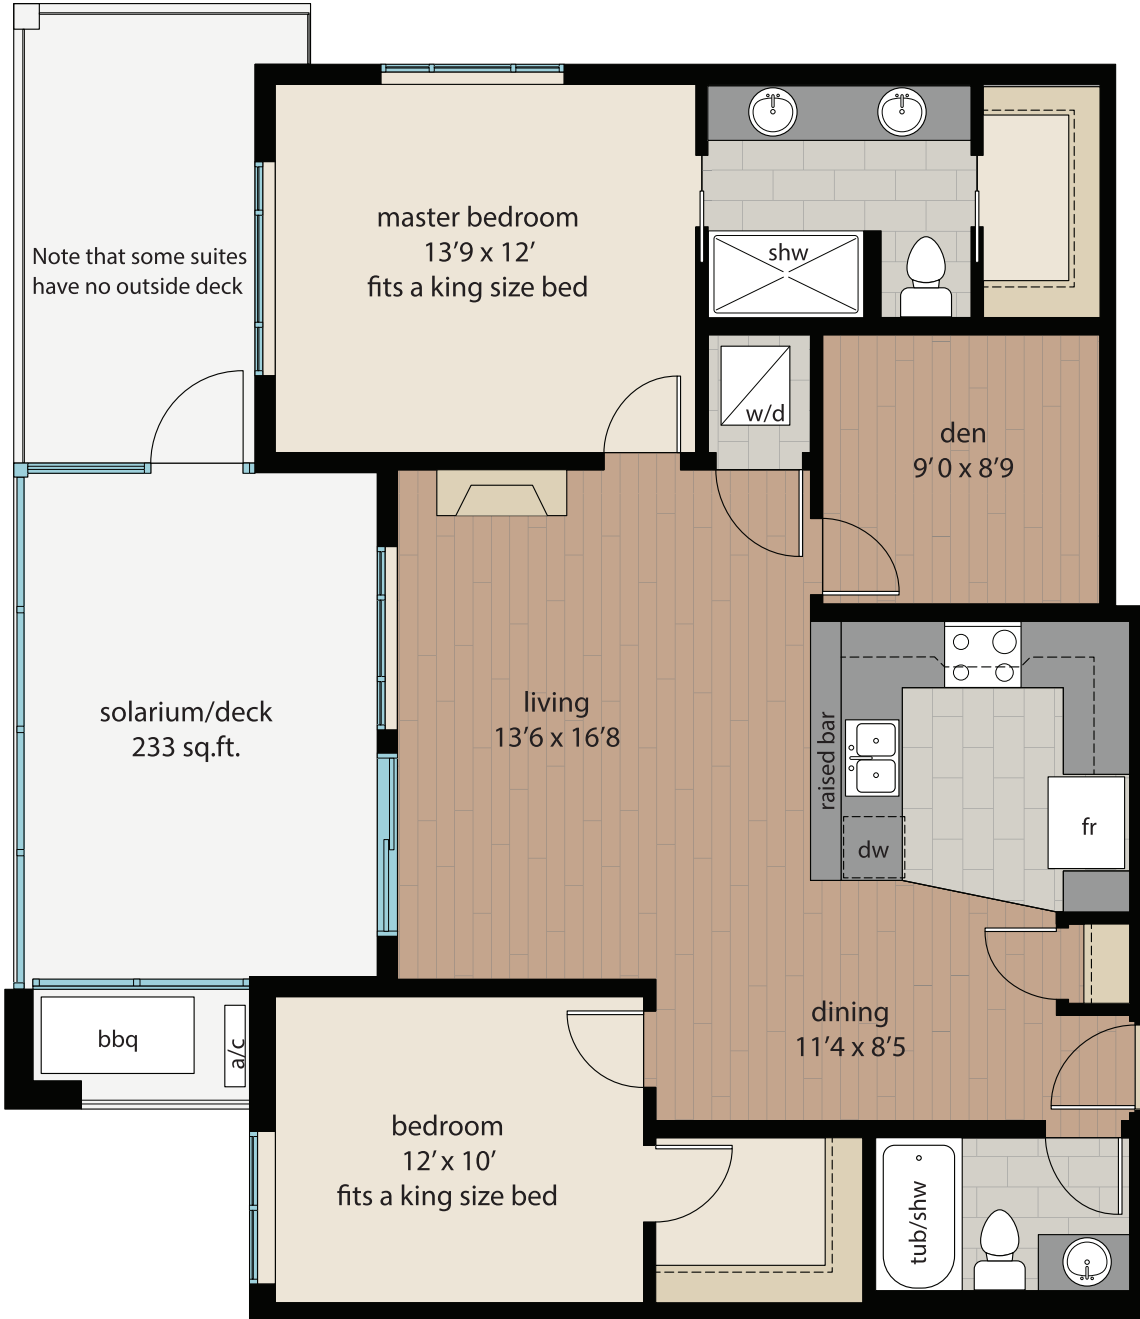 shw
master bedroom
13'9 x 12'
fits a king size bed
Note that some suites
have no outside deck
w/d
den
9' 0 x 8'9
living
13'6 x 16'8
solarium/deck
233 sq.ft.
raised bar
fr
dw
dining
11'4 x 8'5
bbq
a/c
bedroom
12' x 10'
fits a king size bed
tub/shw